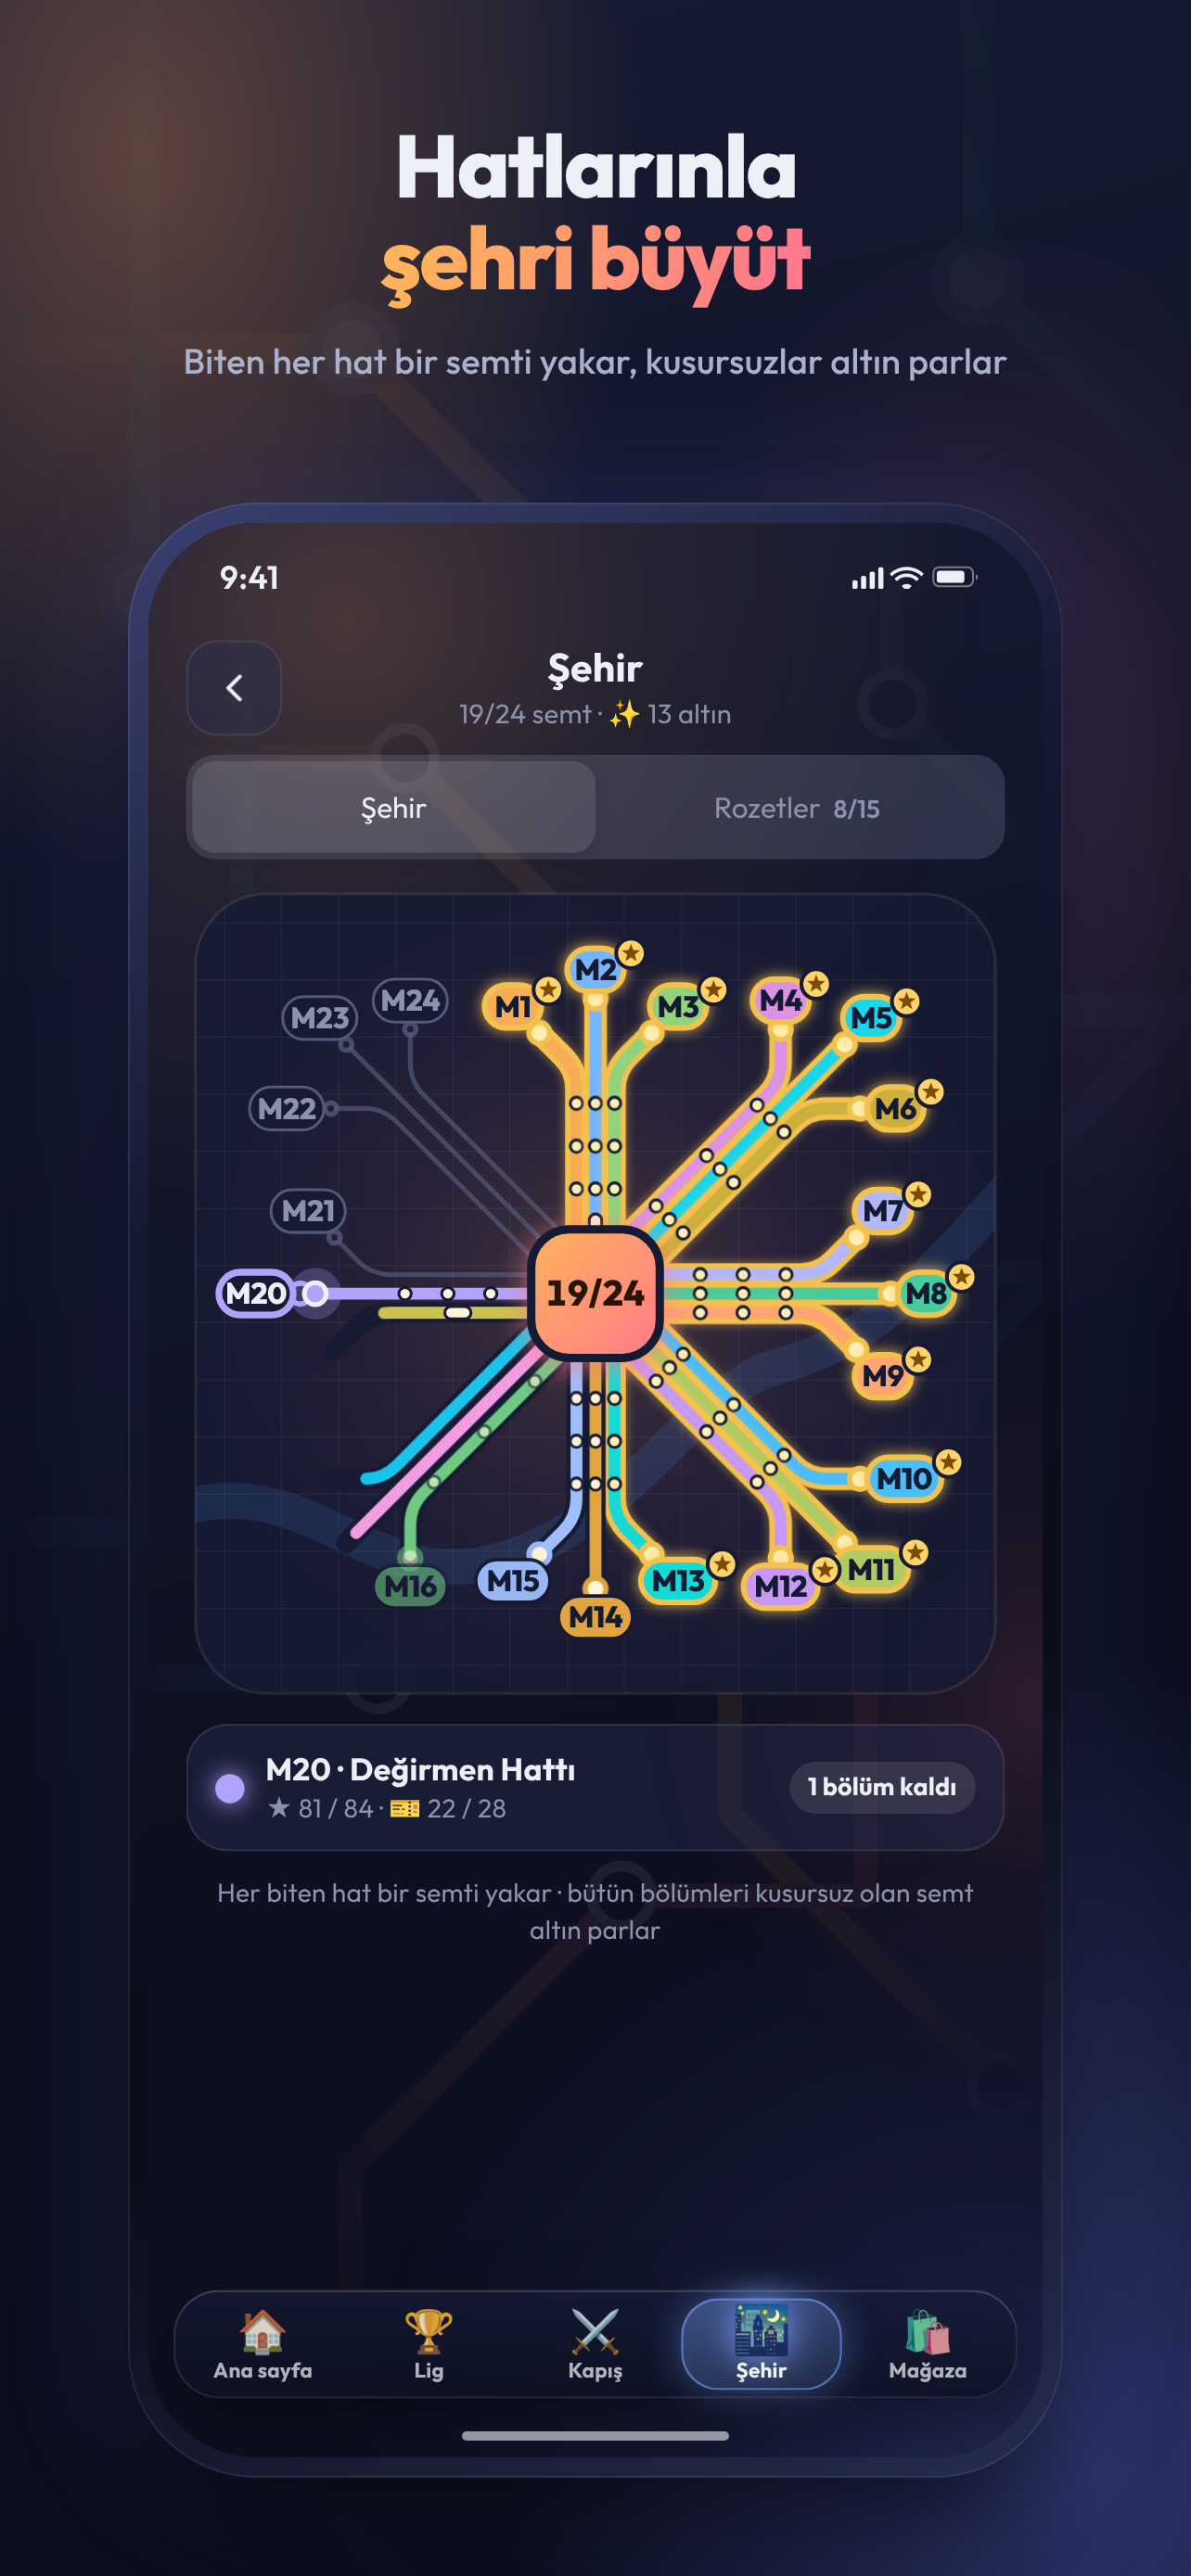 Hatlarınla
şehri büyüt
Biten her hat bir semti yakar, kusursuzlar altın parlar
9:41
Şehir
19/24 semt · ✨ 13 altın
Şehir
Rozetler 8/15
M2
M24
M1
M3
M4
M23
M5
M22
M6
M21
M7
M20
19/24
M8
M9
M10
M16
M15
M13
M12
M11
M14
M20 · Değirmen Hattı
★ 81 / 84 · 🎫 22 / 28
1 bölüm kaldı
Her biten hat bir semti yakar · bütün bölümleri kusursuz olan semt
altın parlar
Ana sayfa
Lig
Kapış
Şehir
Mağaza